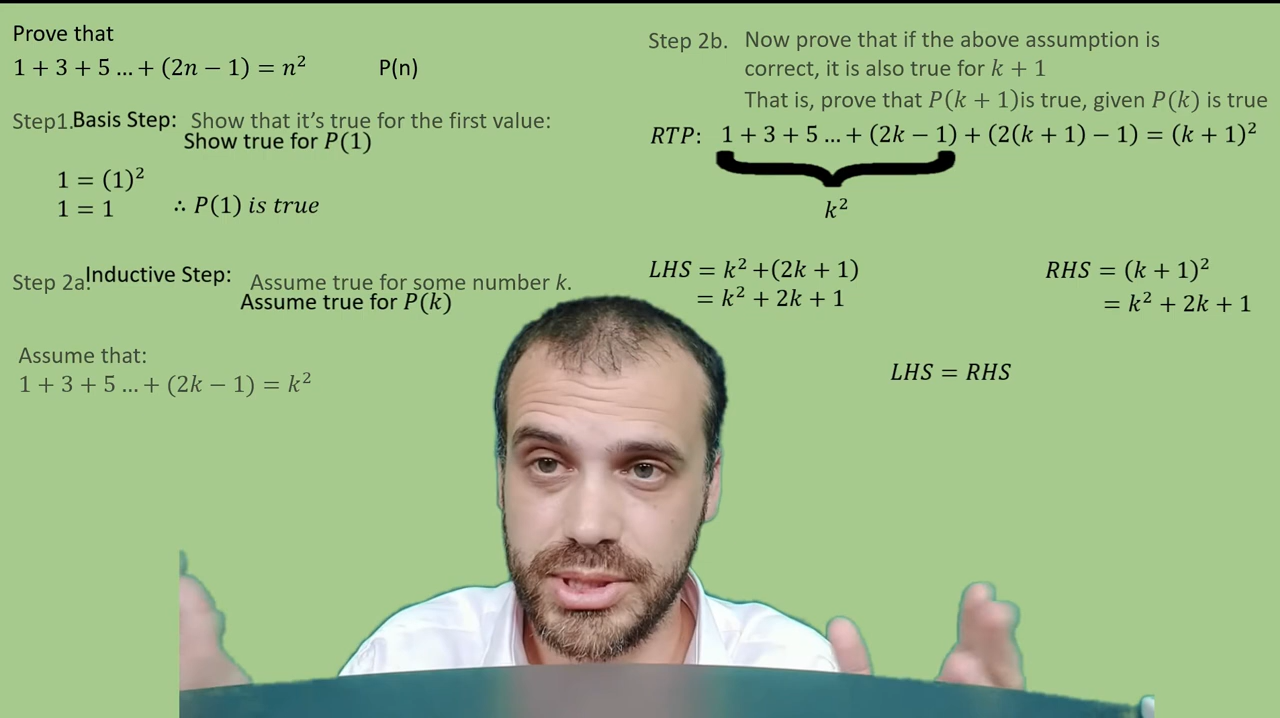 Prove that
1 + 3 + 5 … + (2n − 1) = n² P(n)
Step1. Basis Step: Show that it's true for the first value:
Show true for P(1)
1 = (1)²
1 = 1 ∴ P(1) is true
Step 2a. Inductive Step: Assume true for some number k.
Assume true for P(k)
Assume that:
1 + 3 + 5 … + (2k − 1) = k²
Step 2b. Now prove that if the above assumption is
correct, it is also true for k + 1
That is, prove that P(k + 1)is true, given P(k) is true
RTP: 1 + 3 + 5 … + (2k − 1) + (2(k + 1) − 1) = (k + 1)²
k²
LHS = k² +(2k + 1) RHS = (k + 1)²
= k² + 2k + 1 = k² + 2k + 1
LHS = RHS